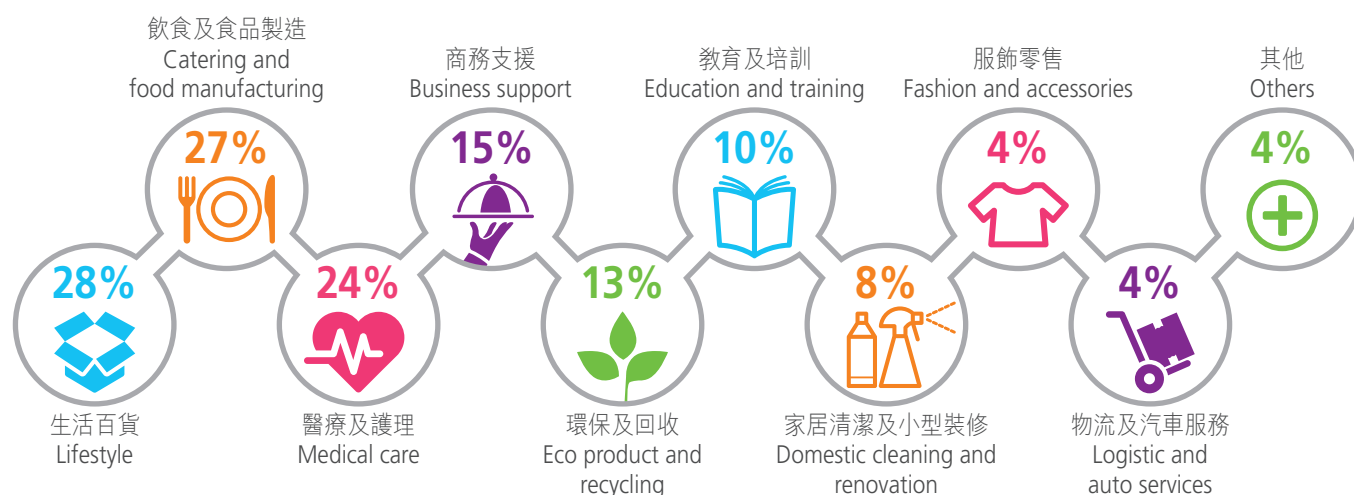 飲食及食品製造
Catering and
food manufacturing
27%
商務支援
Business support
15%
教育及培訓
Education and training
10%
服飾零售
Fashion and accessories
4%
其他
Others
4%
28%
生活百貨
Lifestyle
24%
醫療及護理
Medical care
13%
環保及回收
Eco product and
recycling
8%
家居清潔及小型裝修
Domestic cleaning and
renovation
4%
物流及汽車服務
Logistic and
auto services